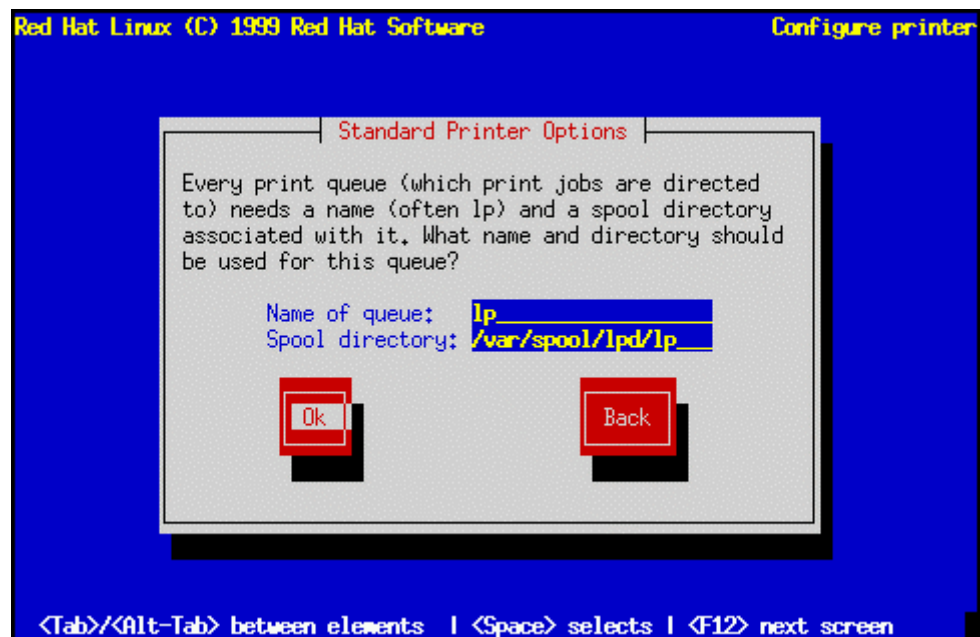 Red Hat Linux (C) 1999 Red Hat Software Configure printer
Standard Printer Options
Every print queue (which print jobs are directed
to) needs a name (often lp) and a spool directory
associated with it. What name and directory should
be used for this queue?
Name of queue: lp_________________
Spool directory: /var/spool/lpd/lp___
Ok Back
<Tab>/<Alt-Tab> between elements | <Space> selects | <F12> next screen